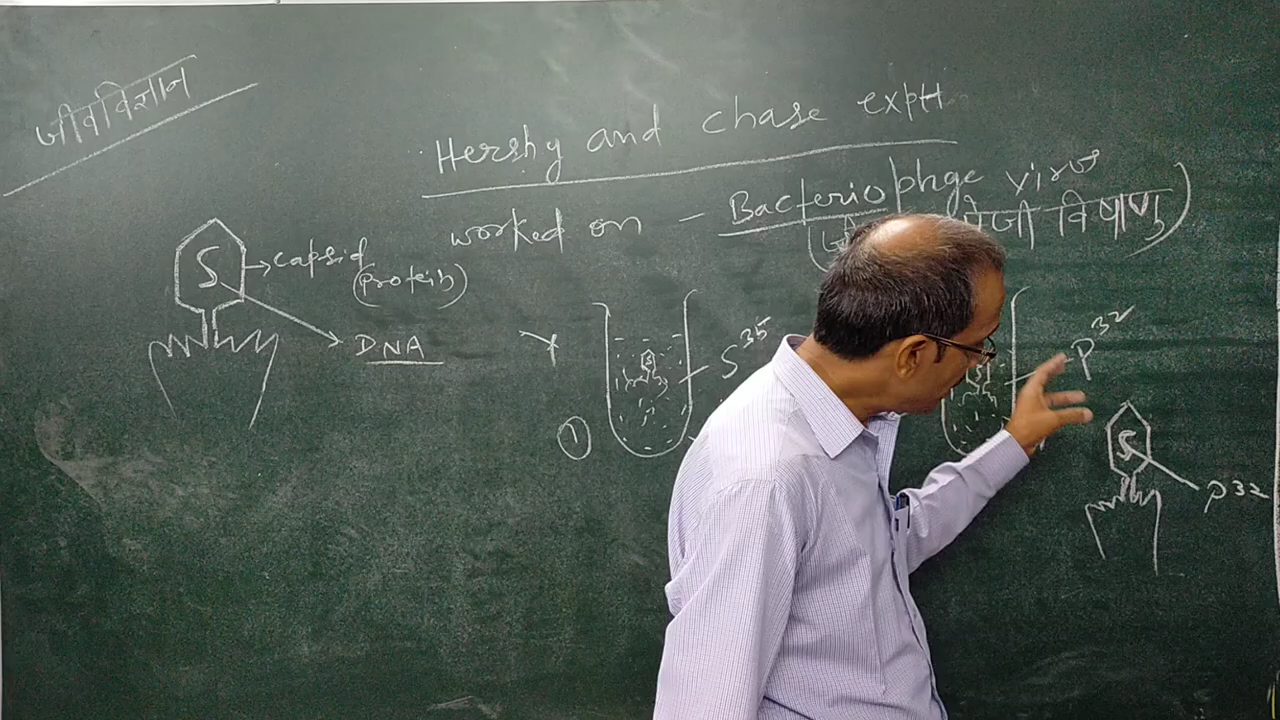 जीवविज्ञान
Hershy and chase expt
worked on - Bacteriophge virus
विषाणु)
S
capsid
(protein)
DNA
S35
P32
①
S
P32